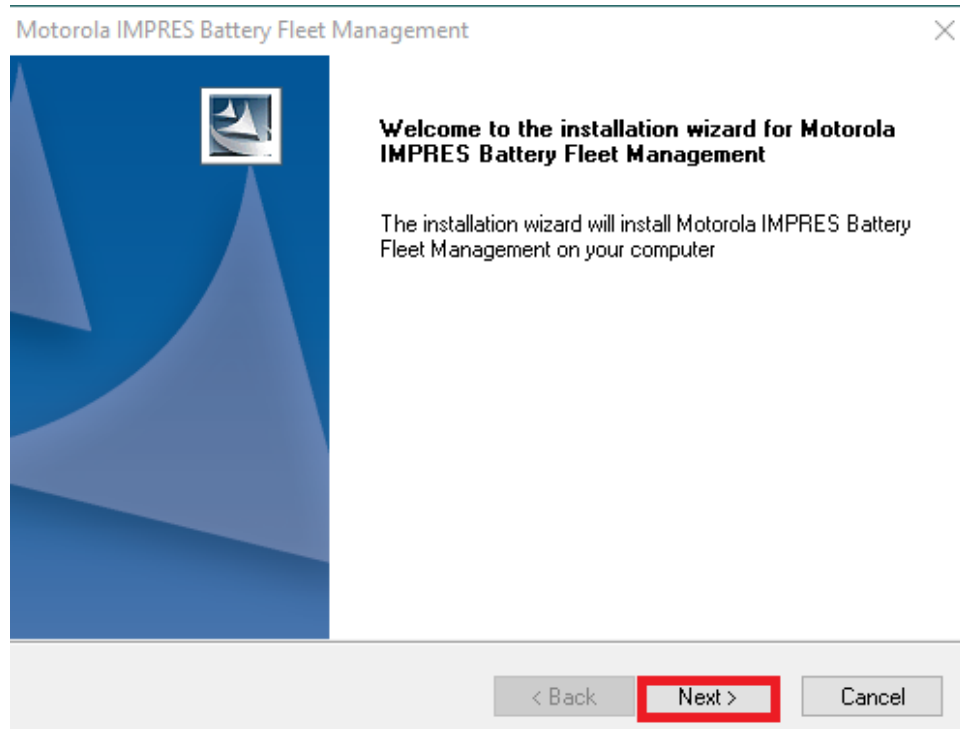 Motorola IMPRES Battery Fleet Management
Welcome to the installation wizard for Motorola
IMPRES Battery Fleet Management
The installation wizard will install Motorola IMPRES Battery
Fleet Management on your computer
< Back Next > Cancel